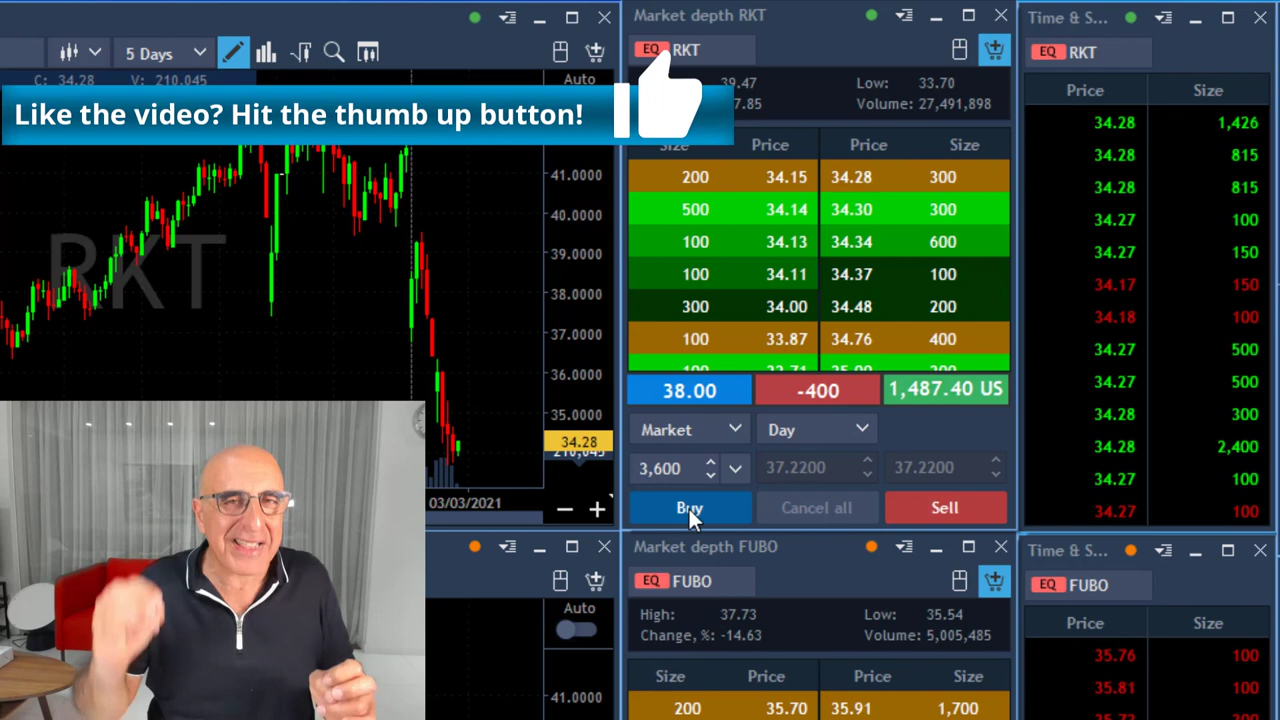 Market depth RKT
Time & S...
5 Days
EQ RKT
EQ RKT
C: 34.28 V: 210,045
Auto
39.47 Low: 33.70
7.85 Volume: 27,491,898
Price Size
Like the video? Hit the thumb up button!
Size Price Price Size
34.28 1,426
34.28 815
34.28 815
34.27 100
34.27 150
34.17 150
34.18 100
34.27 500
34.27 500
34.28 300
34.28 2,400
34.27 100
34.27 100
200 34.15 34.28 300
500 34.14 34.30 300
100 34.13 34.34 600
100 34.11 34.37 100
300 34.00 34.48 200
100 33.87 34.76 400
RKT
41.0000
40.0000
39.0000
38.0000
37.0000
36.0000
35.0000
34.28
210,045
03/03/2021
38.00 -400 1,487.40 US
Market Day
3,600 37.2200 37.2200
Buy Cancel all Sell
Market depth FUBO
Time & S...
EQ FUBO
EQ FUBO
Auto
High: 37.73 Low: 35.54
Change, %: -14.63 Volume: 5,005,485
Price Size
35.76 100
35.81 100
Size Price Price Size
41.0000
200 35.70 35.91 1,700